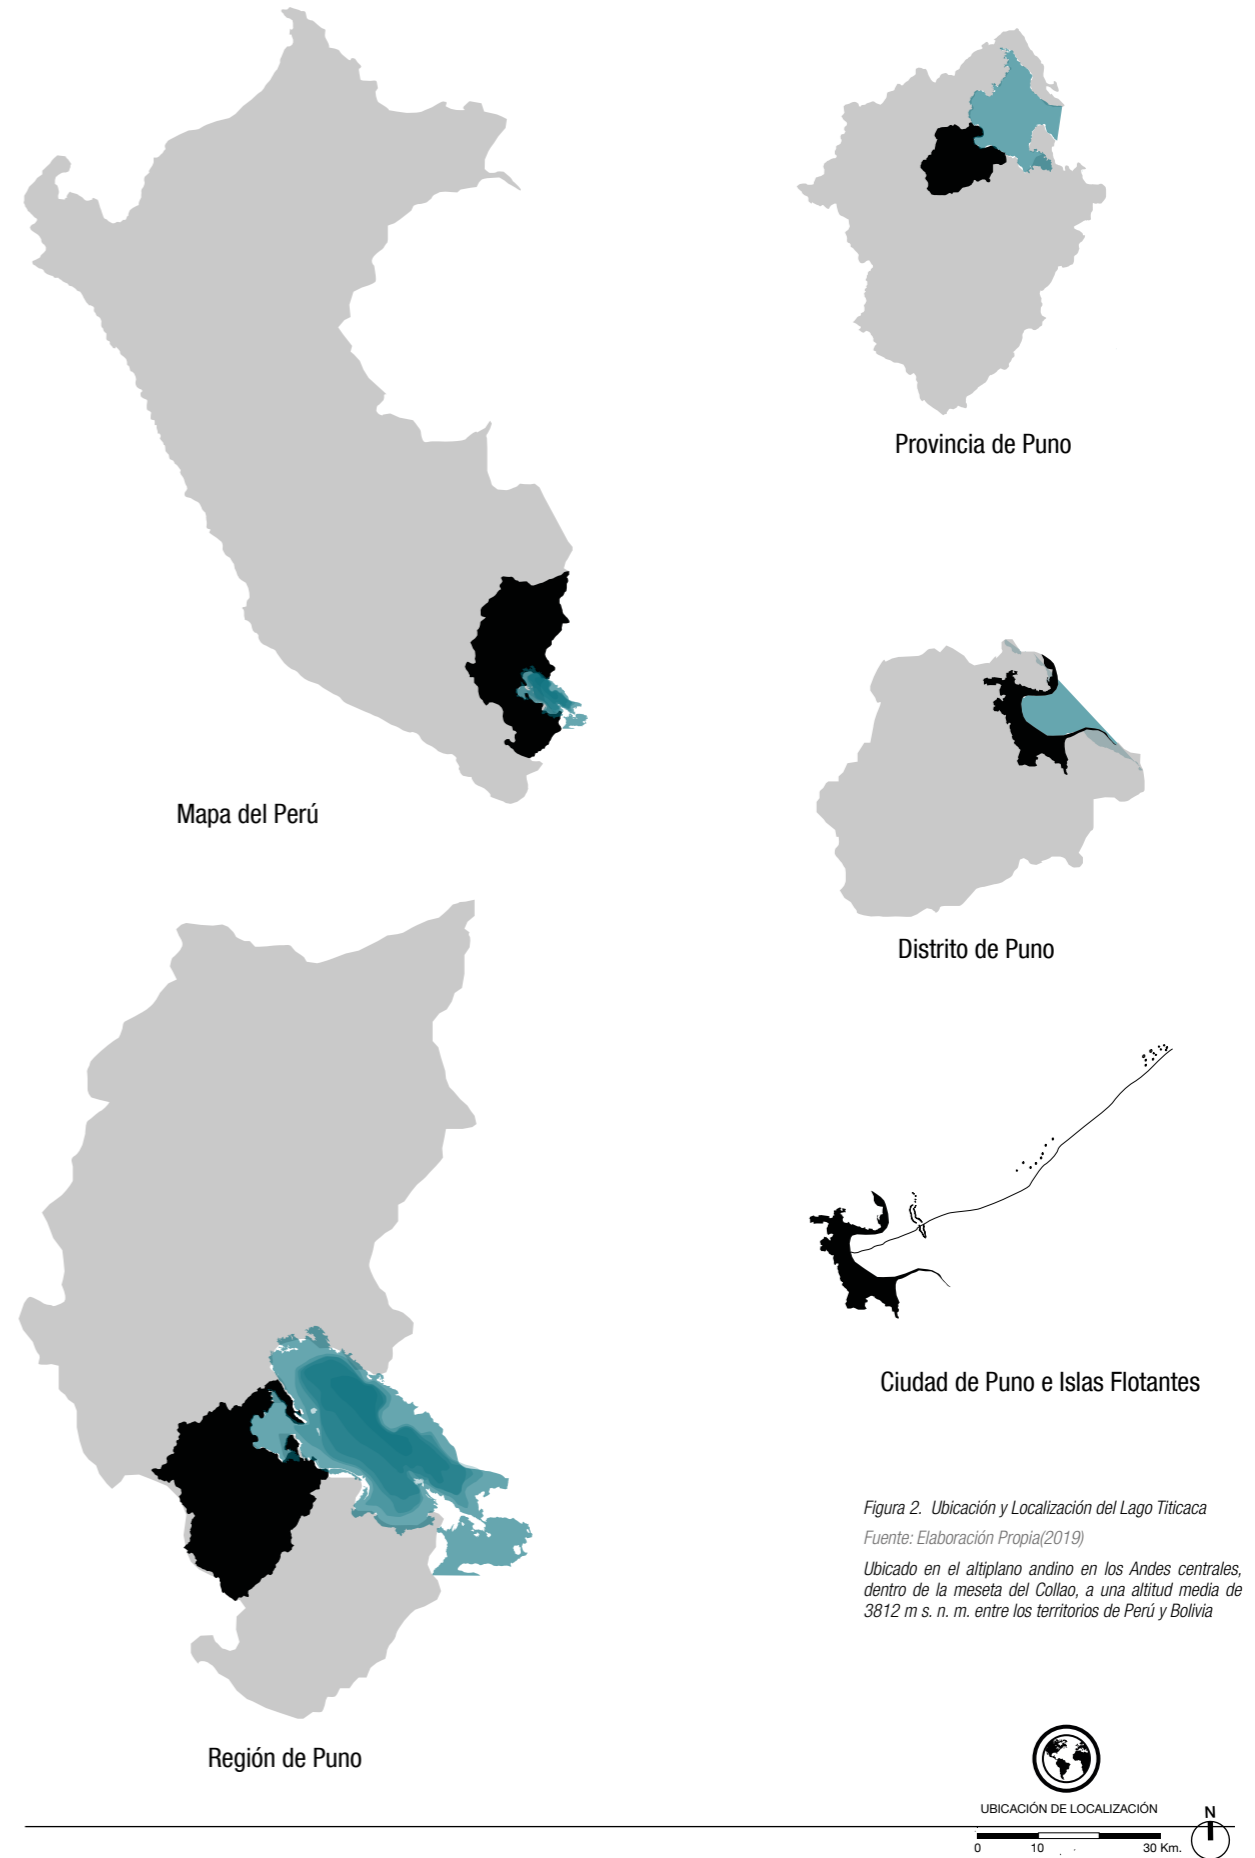 Mapa del Perú
Provincia de Puno
Distrito de Puno
Región de Puno
Ciudad de Puno e Islas Flotantes
Figura 2. Ubicación y Localización del Lago Titicaca
Fuente: Elaboración Propia(2019)
Ubicado en el altiplano andino en los Andes centrales,
dentro de la meseta del Collao, a una altitud media de
3812 m s. n. m. entre los territorios de Perú y Bolivia
UBICACIÓN DE LOCALIZACIÓN
N
0 10 30 Km.